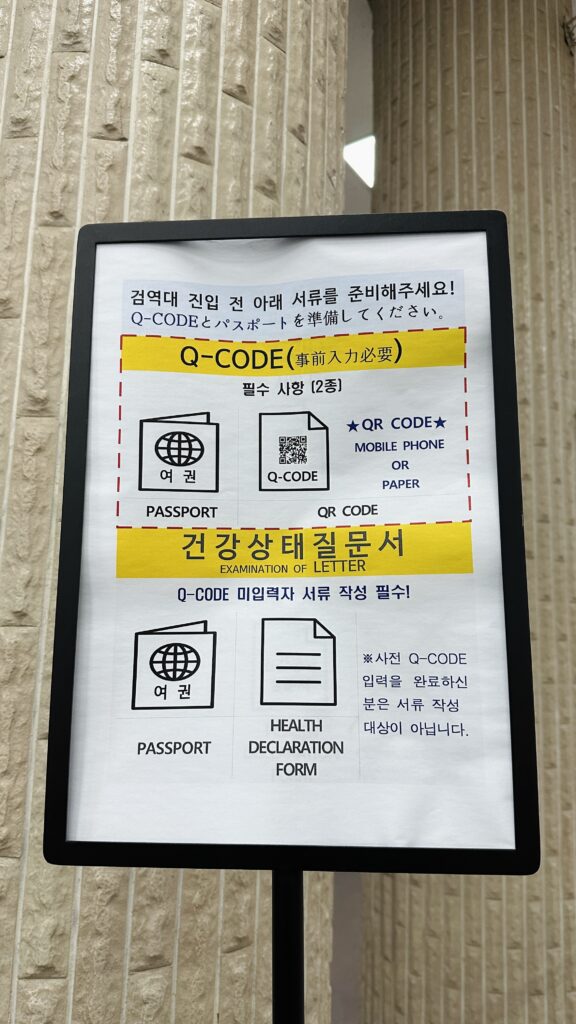 검역대 진입 전 아래 서류를 준비해주세요!
Q-CODEとパスポートを準備してください。
Q-CODE(事前入力必要)
필수 사항 (2종)
여 권
Q-CODE
★QR CODE★
MOBILE PHONE
OR
PAPER
PASSPORT
QR CODE
건강상태질문서
EXAMINATION OF LETTER
Q-CODE 미입력자 서류 작성 필수!
여 권
※사전 Q-CODE
입력을 완료하신
분은 서류 작성
대상이 아닙니다.
PASSPORT
HEALTH
DECLARATION
FORM